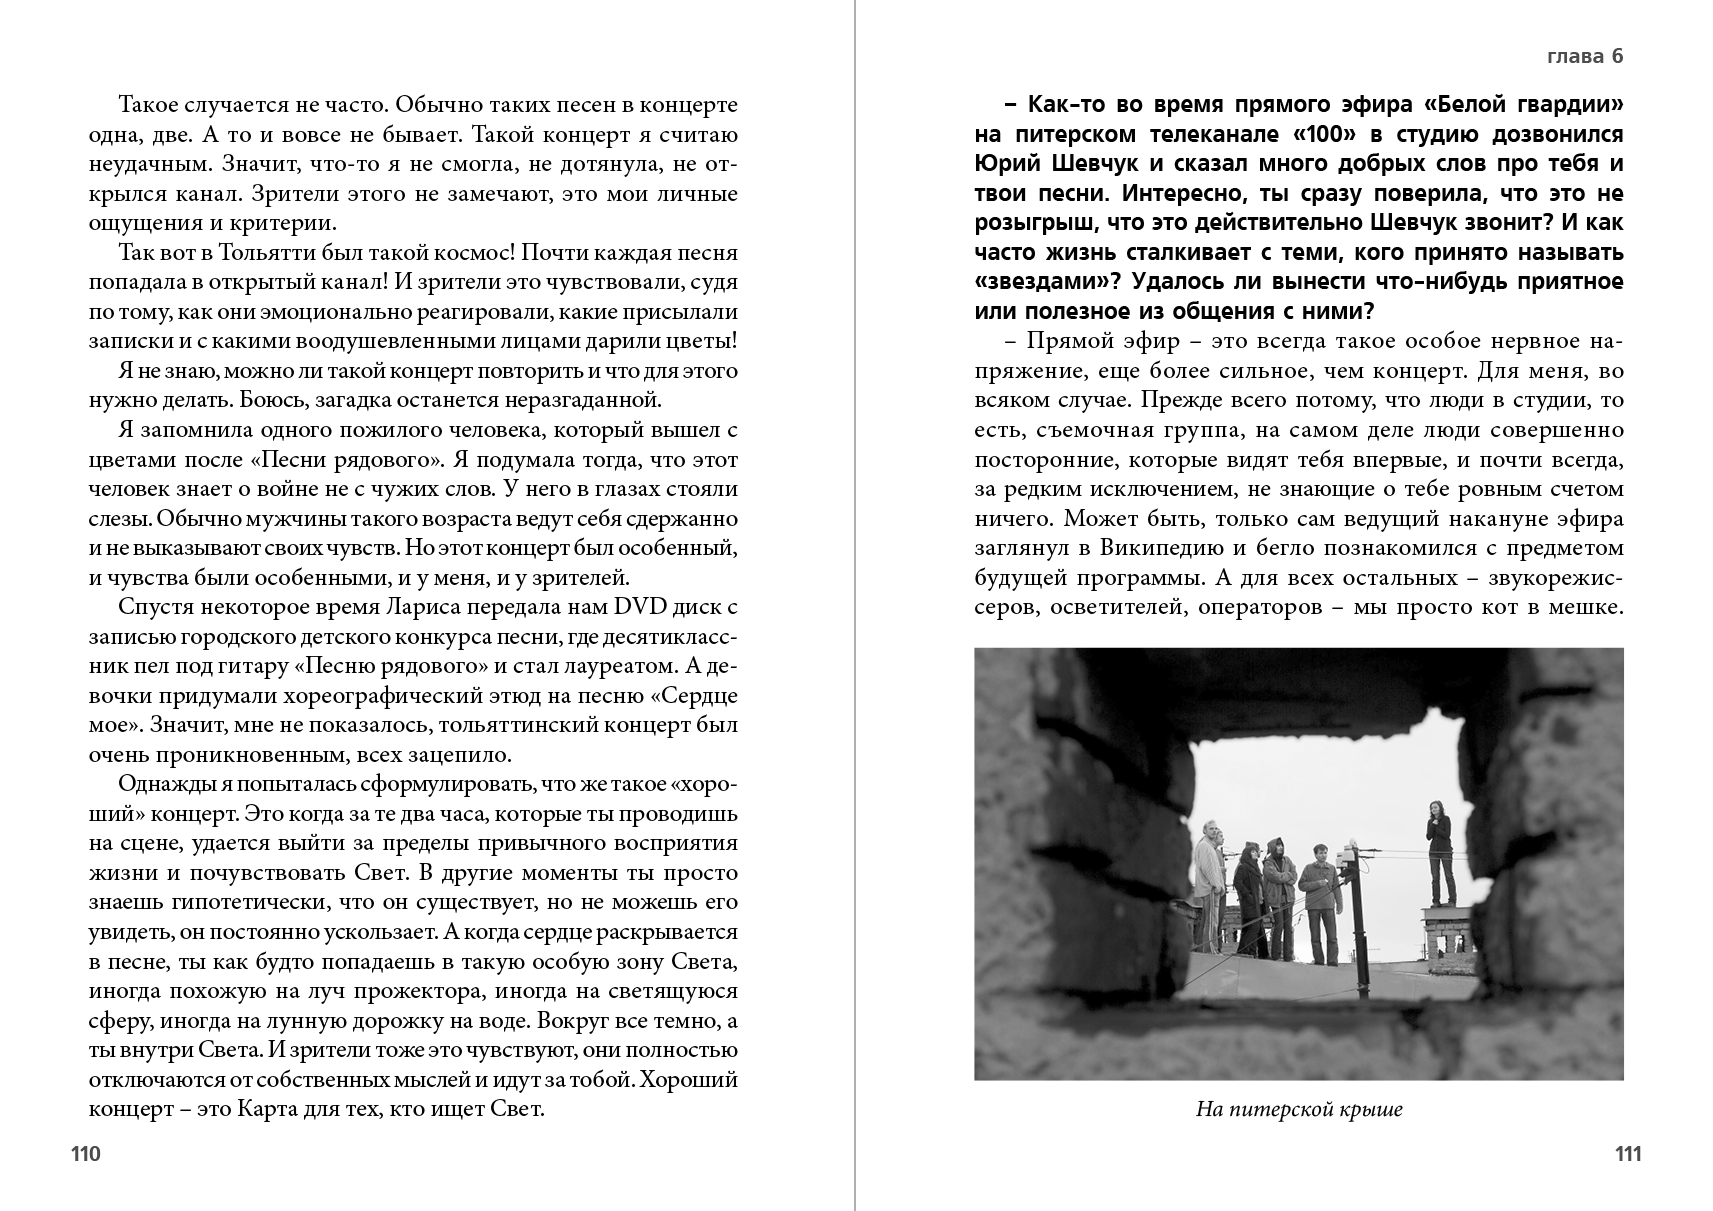 Такое случается не часто. Обычно таких песен в концерте
одна, две. А то и вовсе не бывает. Такой концерт я считаю
неудачным. Значит, что-то я не смогла, не дотянула, не от-
крылся канал. Зрители этого не замечают, это мои личные
ощущения и критерии.
Так вот в Тольятти был такой космос! Почти каждая песня
попадала в открытый канал! И зрители это чувствовали, судя
по тому, как они эмоционально реагировали, какие присылали
записки и с какими воодушевленными лицами дарили цветы!
Я не знаю, можно ли такой концерт повторить и что для этого
нужно делать. Боюсь, загадка останется неразгаданной.
Я запомнила одного пожилого человека, который вышел с
цветами после «Песни рядового». Я подумала тогда, что этот
человек знает о войне не с чужих слов. У него в глазах стояли
слезы. Обычно мужчины такого возраста ведут себя сдержанно
и не выказывают своих чувств. Но этот концерт был особенный,
и чувства были особенными, и у меня, и у зрителей.
Спустя некоторое время Лариса передала нам DVD диск с
записью городского детского конкурса песни, где десятикласс-
ник пел под гитару «Песню рядового» и стал лауреатом. А де-
вочки придумали хореографический этюд на песню «Сердце
мое». Значит, мне не показалось, тольяттинский концерт был
очень проникновенным, всех зацепило.
Однажды я попыталась сформулировать, что же такое «хоро-
ший» концерт. Это когда за те два часа, которые ты проводишь
на сцене, удается выйти за пределы привычного восприятия
жизни и почувствовать Свет. В другие моменты ты просто
знаешь гипотетически, что он существует, но не можешь его
увидеть, он постоянно ускользает. А когда сердце раскрывается
в песне, ты как будто попадаешь в такую особую зону Света,
иногда похожую на луч прожектора, иногда на светящуюся
сферу, иногда на лунную дорожку на воде. Вокруг все темно, а
ты внутри Света. И зрители тоже это чувствуют, они полностью
отключаются от собственных мыслей и идут за тобой. Хороший
концерт – это Карта для тех, кто ищет Свет.
110
глава 6
– Как-то во время прямого эфира «Белой гвардии»
на питерском телеканале «100» в студию дозвонился
Юрий Шевчук и сказал много добрых слов про тебя и
твои песни. Интересно, ты сразу поверила, что это не
розыгрыш, что это действительно Шевчук звонит? И как
часто жизнь сталкивает с теми, кого принято называть
«звездами»? Удалось ли вынести что-нибудь приятное
или полезное из общения с ними?
– Прямой эфир – это всегда такое особое нервное на-
пряжение, еще более сильное, чем концерт. Для меня, во
всяком случае. Прежде всего потому, что люди в студии, то
есть, съемочная группа, на самом деле люди совершенно
посторонние, которые видят тебя впервые, и почти всегда,
за редким исключением, не знающие о тебе ровным счетом
ничего. Может быть, только сам ведущий накануне эфира
заглянул в Википедию и бегло познакомился с предметом
будущей программы. А для всех остальных – звукорежис-
серов, осветителей, операторов – мы просто кот в мешке.
На питерской крыше
111